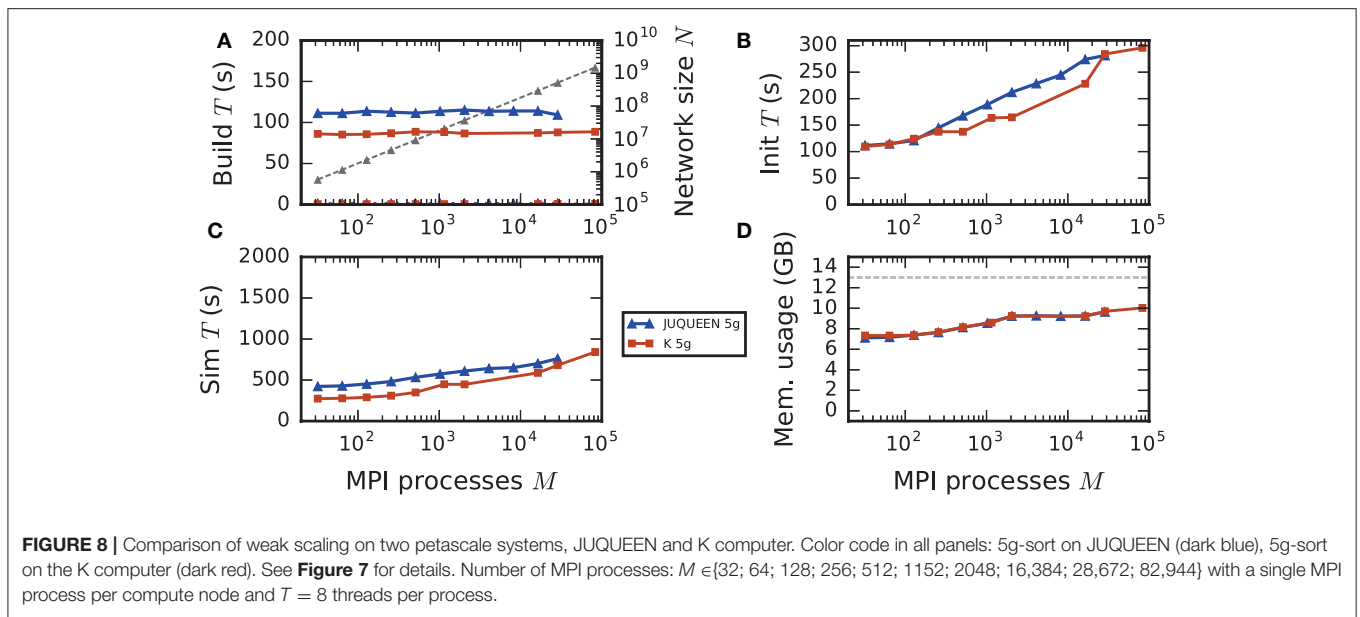 A
200
150
100
50
0
Build T (s)
10^10
10^9
10^8
10^7
10^6
10^5
Network size N
10^2 10^3 10^4 10^5
B
300
250
200
150
100
50
0
Init T (s)
10^2 10^3 10^4 10^5
C
2000
1500
1000
500
0
Sim T (s)
10^2 10^3 10^4 10^5
MPI processes M
JUQUEEN 5g
K 5g
D
14
12
10
8
6
4
2
0
Mem. usage (GB)
10^2 10^3 10^4 10^5
MPI processes M
FIGURE 8 | Comparison of weak scaling on two petascale systems, JUQUEEN and K computer. Color code in all panels: 5g-sort on JUQUEEN (dark blue), 5g-sort
on the K computer (dark red). See Figure 7 for details. Number of MPI processes: M ∈{32; 64; 128; 256; 512; 1152; 2048; 16,384; 28,672; 82,944} with a single MPI
process per compute node and T = 8 threads per process.